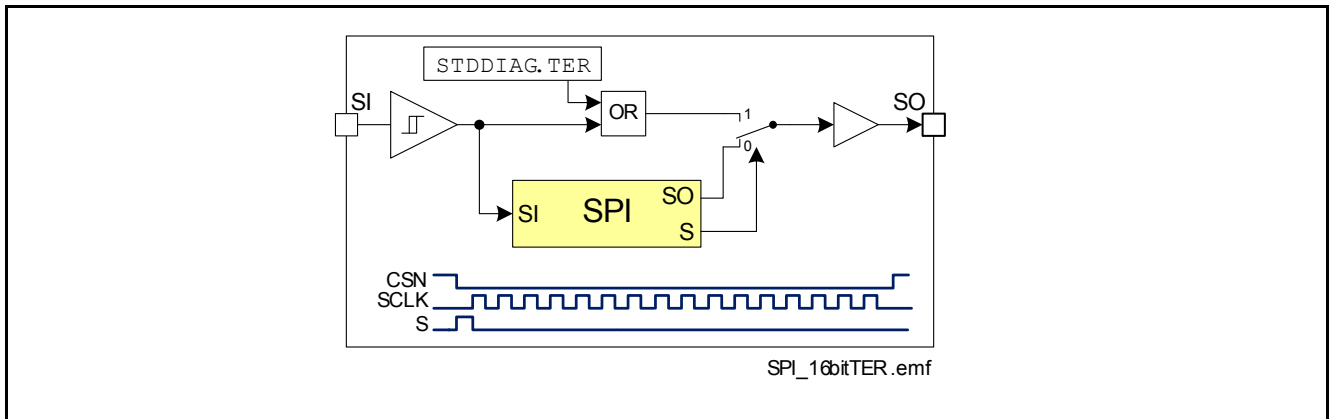 STDDIAG.TER
SI
OR
1
0
SO
SI
SPI
SO
S
CSN
SCLK
S
SPI_16bitTER.emf